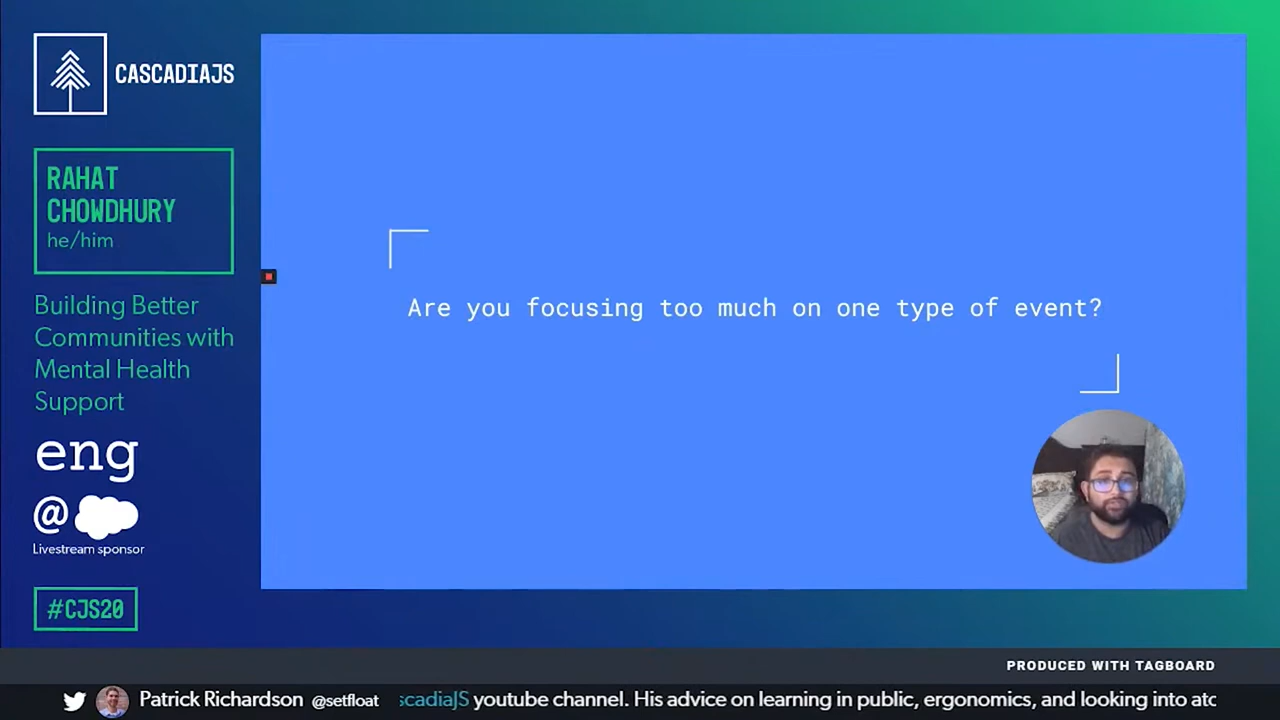 CASCADIAJS
RAHAT
CHOWDHURY
he/him
Building Better
Communities with
Mental Health
Support
eng
@
Livestream sponsor
#CJS20
Are you focusing too much on one type of event?
PRODUCED WITH TAGBOARD
Patrick Richardson @setfloat scadiaJS youtube channel. His advice on learning in public, ergonomics, and looking into